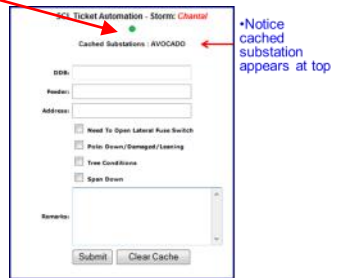 SCL Ticket Automation - Storm: Chantal
Cached Substations : AVOCADO
•Notice
cached
substation
appears at top
DDB:
Feeder:
Address:
Need To Open Lateral Fuse Switch
Pole: Down/Damaged/Leaning
Tree Conditions
Span Down
Remarks:
Submit
Clear Cache